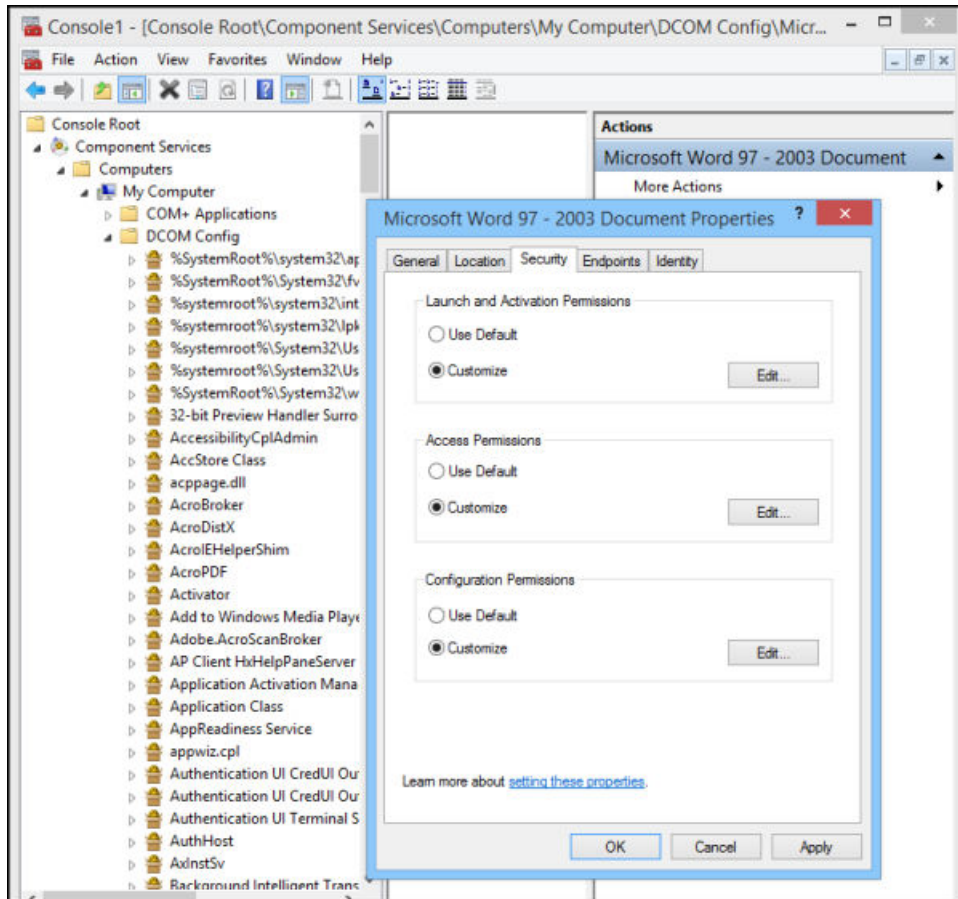 Console1 - [Console Root\Component Services\Computers\My Computer\DCOM Config\Micr...
File Action View Favorites Window Help
Console Root
Component Services
Computers
My Computer
COM+ Applications
DCOM Config
%SystemRoot%\system32\ap
%SystemRoot%\System32\fv
%systemroot%\system32\int
%systemroot%\system32\lpk
%systemroot%\System32\Us
%systemroot%\System32\Us
%SystemRoot%\System32\w
32-bit Preview Handler Surro
AccessibilityCplAdmin
AccStore Class
acppage.dll
AcroBroker
AcroDistX
AcroIEHelperShim
AcroPDF
Activator
Add to Windows Media Playe
Adobe.AcroScanBroker
AP Client HxHelpPaneServer
Application Activation Mana
Application Class
AppReadiness Service
appwiz.cpl
Authentication UI CredUI Ou
Authentication UI CredUI Ou
Authentication UI Terminal S
AuthHost
AxInstSv
Background Intelligent Trans
Actions
Microsoft Word 97 - 2003 Document
More Actions
Microsoft Word 97 - 2003 Document Properties ?
General Location Security Endpoints Identity
Launch and Activation Permissions
Use Default
Customize
Edit...
Access Permissions
Use Default
Customize
Edit...
Configuration Permissions
Use Default
Customize
Edit...
Learn more about setting these properties.
OK Cancel Apply